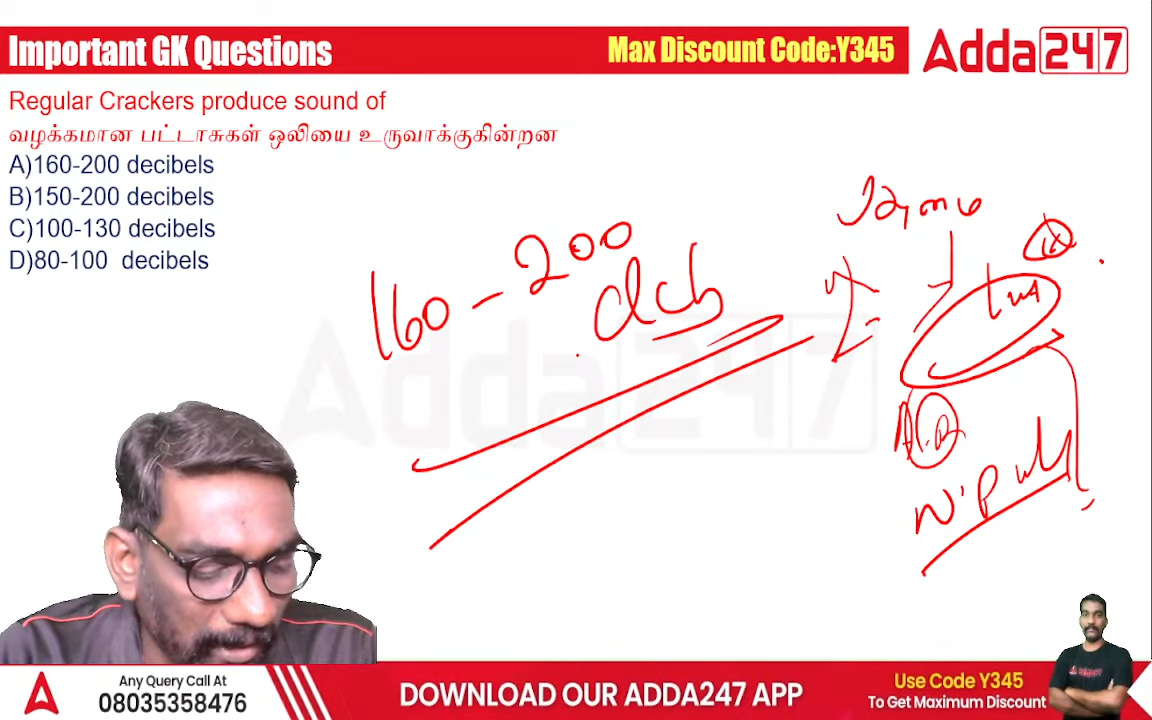 Important GK Questions
Max Discount Code:Y345
Adda247
Regular Crackers produce sound of
வழக்கமான பட்டாசுகள் ஒலியை உருவாக்குகின்றன
A)160-200 decibels
B)150-200 decibels
C)100-130 decibels
D)80-100 decibels
160-200
Adda247
Any Query Call At
08035358476
DOWNLOAD OUR ADDA247 APP
Use Code Y345
To Get Maximum Discount